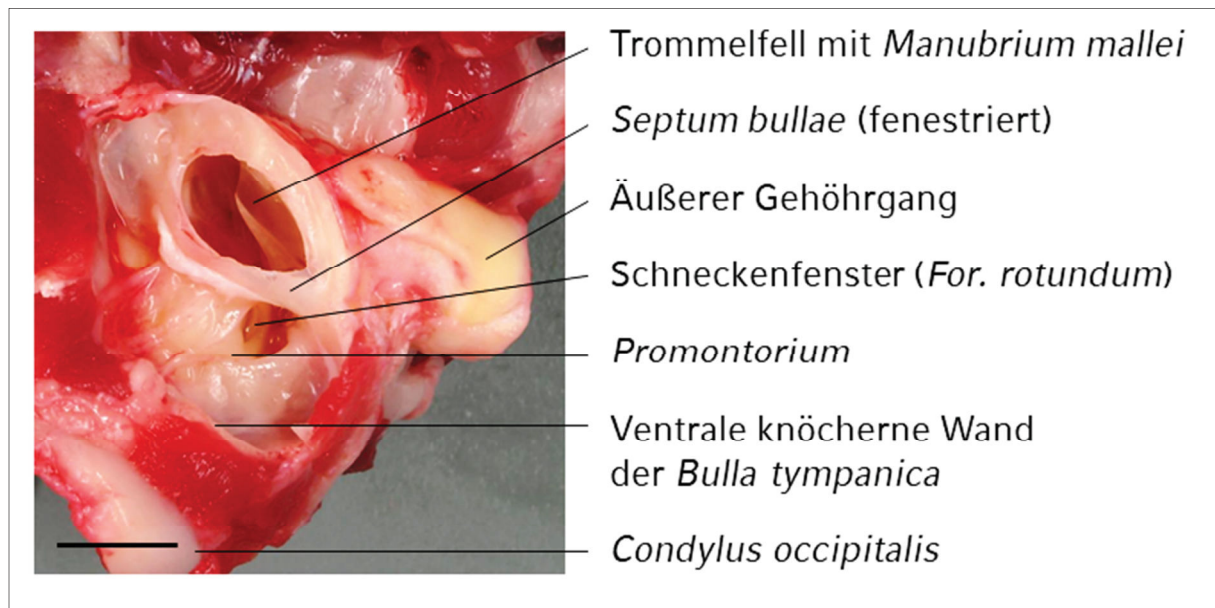 Trommelfell mit Manubrium mallei
Septum bullae (fenestriert)
Äußerer Gehöhrgang
Schneckenfenster (For. rotundum)
Promontorium
Ventrale knöcherne Wand
der Bulla tympanica
Condylus occipitalis